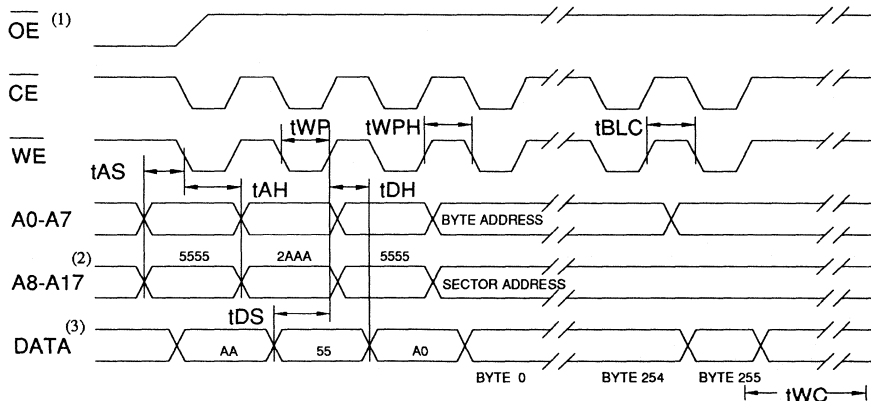 OE (1)
CE
tWP tWPH tBLC
WE
tAS
tAH tDH
A0-A7 BYTE ADDRESS
(2) 5555 2AAA 5555
A8-A17 SECTOR ADDRESS
tDS
DATA (3) AA 55 A0
BYTE 0 BYTE 254 BYTE 255
tWC